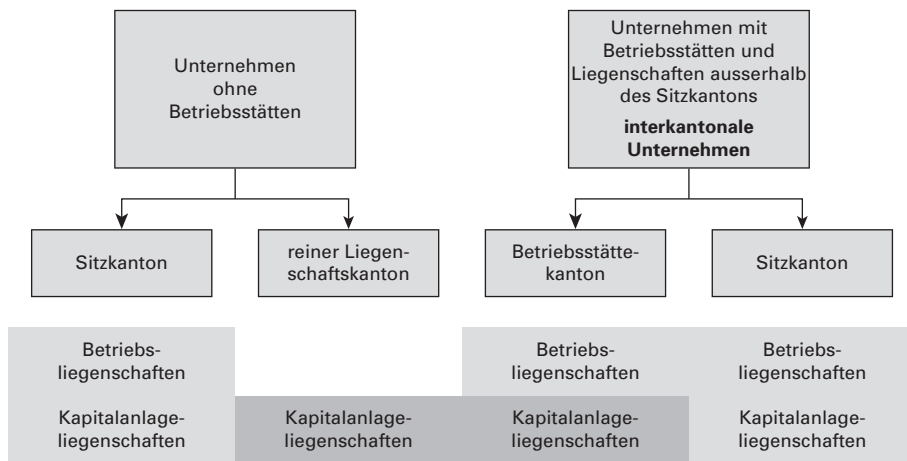 Unternehmen
ohne
Betriebsstätten
Unternehmen mit
Betriebsstätten und
Liegenschaften ausserhalb
des Sitzkantons
interkantonale
Unternehmen
Sitzkanton
reiner Liegen-
schaftskanton
Betriebsstätte-
kanton
Sitzkanton
Betriebs-
liegenschaften
Betriebs-
liegenschaften
Betriebs-
liegenschaften
Kapitalanlage-
liegenschaften
Kapitalanlage-
liegenschaften
Kapitalanlage-
liegenschaften
Kapitalanlage-
liegenschaften